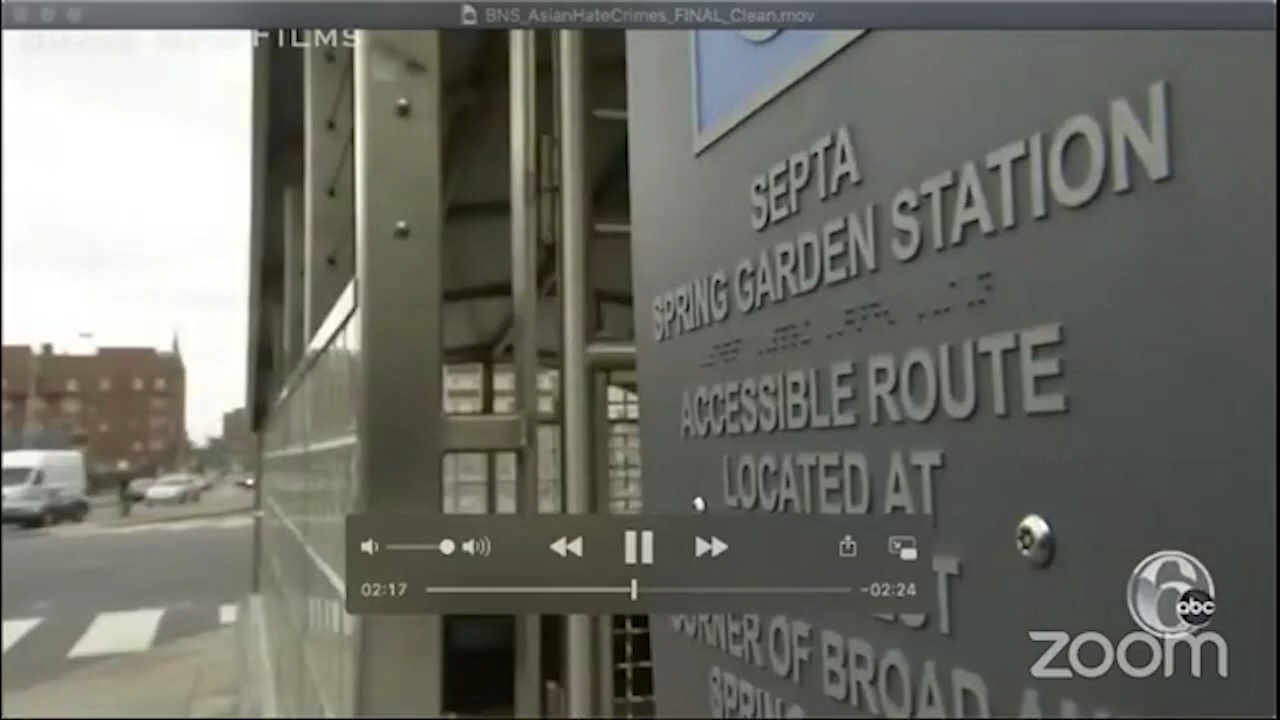 BNS_AsianHateCrimes_FINAL_Clean.mov
FILMS
SEPTA
SPRING GARDEN STATION
ACCESSIBLE ROUTE
LOCATED AT
CORNER OF BROAD
02:17
-02:24
6
abc
zoom